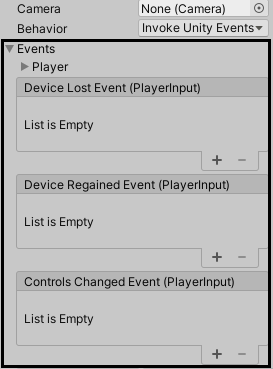 Camera None (Camera)
Behavior Invoke Unity Events
Events
Player
Device Lost Event (PlayerInput)
List is Empty
+ −
Device Regained Event (PlayerInput)
List is Empty
+ −
Controls Changed Event (PlayerInput)
List is Empty
+ −